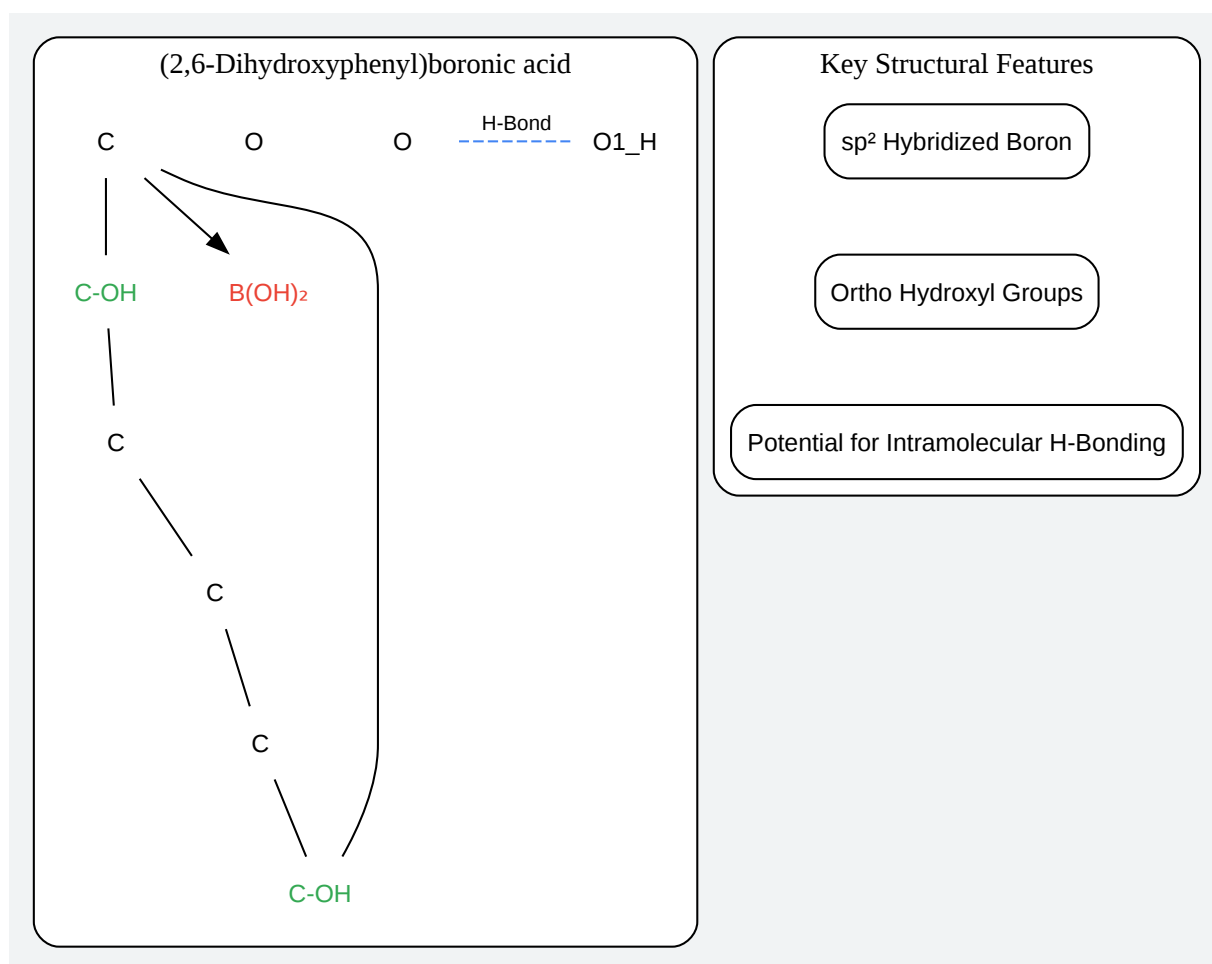 (2,6-Dihydroxyphenyl)boronic acid
C
O
O
H-Bond
O1_H
C-OH
B(OH)₂
C
C
C
C-OH
Key Structural Features
sp² Hybridized Boron
Ortho Hydroxyl Groups
Potential for Intramolecular H-Bonding